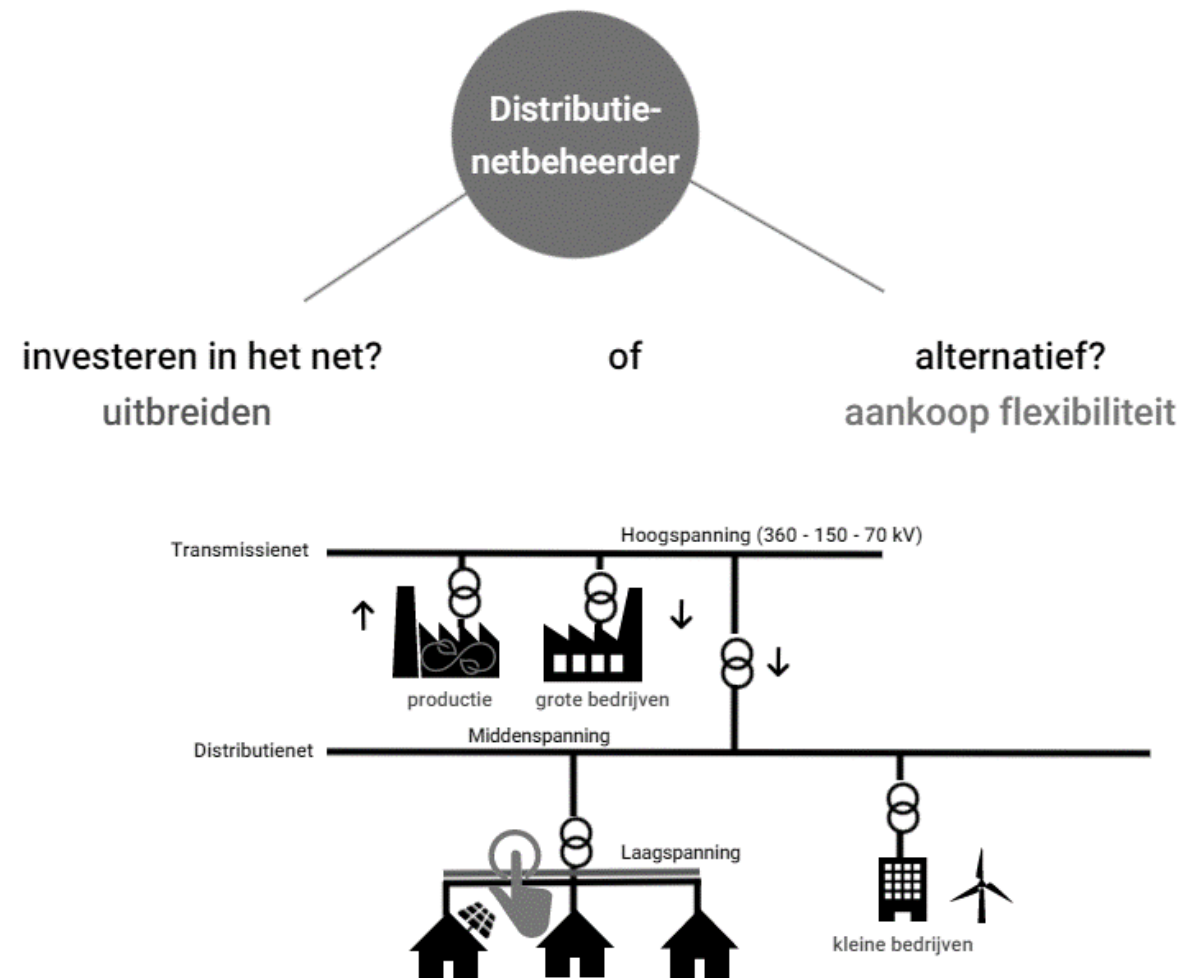 Distributie-
netbeheerder
investeren in het net? of alternatief?
uitbreiden aankoop flexibiliteit
Hoogspanning (360 - 150 - 70 kV)
Transmissienet
productie grote bedrijven
Middenspanning
Distributienet
Laagspanning
kleine bedrijven